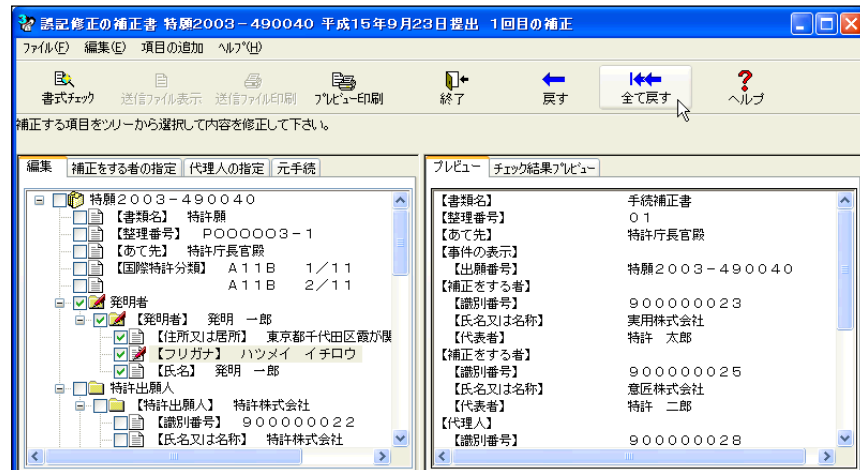 誤記修正の補正書 特願2003-490040 平成15年9月23日提出 1回目の補正
ﾌｧｲﾙ(F) 編集(E) 項目の追加 ﾍﾙﾌﾟ(H)
書式ﾁｪｯｸ 送信ﾌｧｲﾙ表示 送信ﾌｧｲﾙ印刷 ﾌﾟﾚﾋﾞｭｰ印刷 終了 戻す 全て戻す ヘルプ
補正する項目をツリーから選択して内容を修正して下さい。
編集 補正をする者の指定 代理人の指定 元手続
特願2003-490040
【書類名】 特許願
【整理番号】 P000003-1
【あて先】 特許庁長官殿
【国際特許分類】 A11B 1/11
A11B 2/11
発明者
【発明者】 発明 一郎
【住所又は居所】 東京都千代田区霞が関
【フリガナ】 ハツメイ イチロウ
【氏名】 発明 一郎
特許出願人
【特許出願人】 特許株式会社
【識別番号】 900000022
【氏名又は名称】 特許株式会社
プレビュー チェック結果ﾌﾟﾚﾋﾞｭｰ
【書類名】 手続補正書
【整理番号】 01
【あて先】 特許庁長官殿
【事件の表示】
【出願番号】 特願2003-490040
【補正をする者】
【識別番号】 900000023
【氏名又は名称】 実用株式会社
【代表者】 特許 太郎
【補正をする者】
【識別番号】 900000025
【氏名又は名称】 意匠株式会社
【代表者】 特許 二郎
【代理人】
【識別番号】 900000028